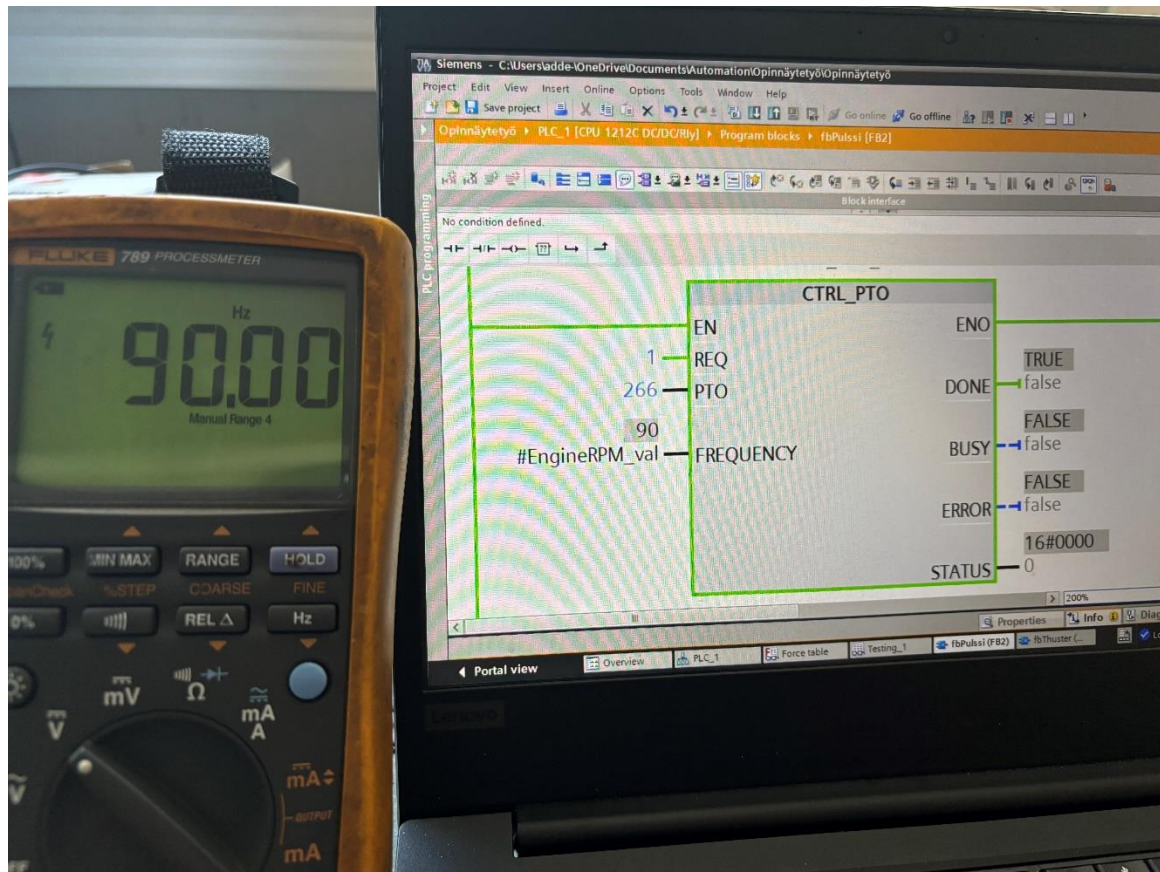 Siemens - C:\Users\adde-\OneDrive\Documents\Automation\Opinnäytetyö\Opinnäytetyö
Project Edit View Insert Online Options Tools Window Help
Save project
Go online Go offline
Opinnäytetyö PLC_1 [CPU 1212C DC/DC/Rly] Program blocks fbPulssi [FB2]
Block interface
PLC programming
No condition defined.
??
CTRL_PTO
EN ENO
1 REQ TRUE
266 PTO DONE false
90 FALSE
#EngineRPM_val FREQUENCY BUSY false
FALSE
ERROR false
16#0000
STATUS 0
200%
Properties Info
Portal view Overview PLC_1 Force table Testing_1 fbPulssi (FB2) fbThuster (...
Lenovo
FLUKE 789 PROCESSMETER
Hz
90.00
Manual Range 4
100% MIN MAX RANGE HOLD
%STEP COARSE FINE
0% REL Δ Hz
mV Ω mA
V A
V mA
OUTPUT
mA